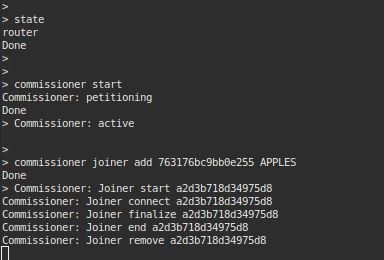 >
> state
router
Done
>
>
> commissioner start
Commissioner: petitioning
Done
> Commissioner: active
>
> commissioner joiner add 763176bc9bb0e255 APPLES
Done
> Commissioner: Joiner start a2d3b718d34975d8
Commissioner: Joiner connect a2d3b718d34975d8
Commissioner: Joiner finalize a2d3b718d34975d8
Commissioner: Joiner end a2d3b718d34975d8
Commissioner: Joiner remove a2d3b718d34975d8